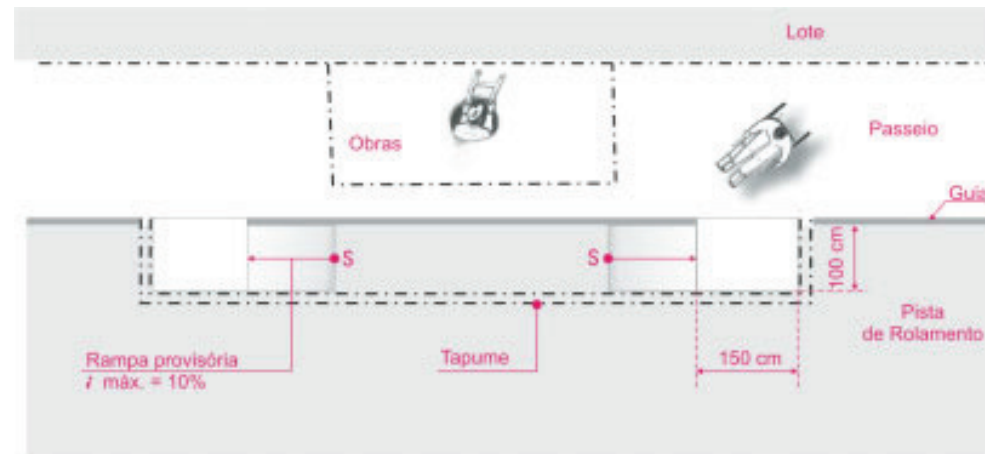 Lote
Obras
Passeio
Guia
S
S
100 cm
Pista
de Rolamento
Rampa provisória
i máx. = 10%
Tapume
150 cm